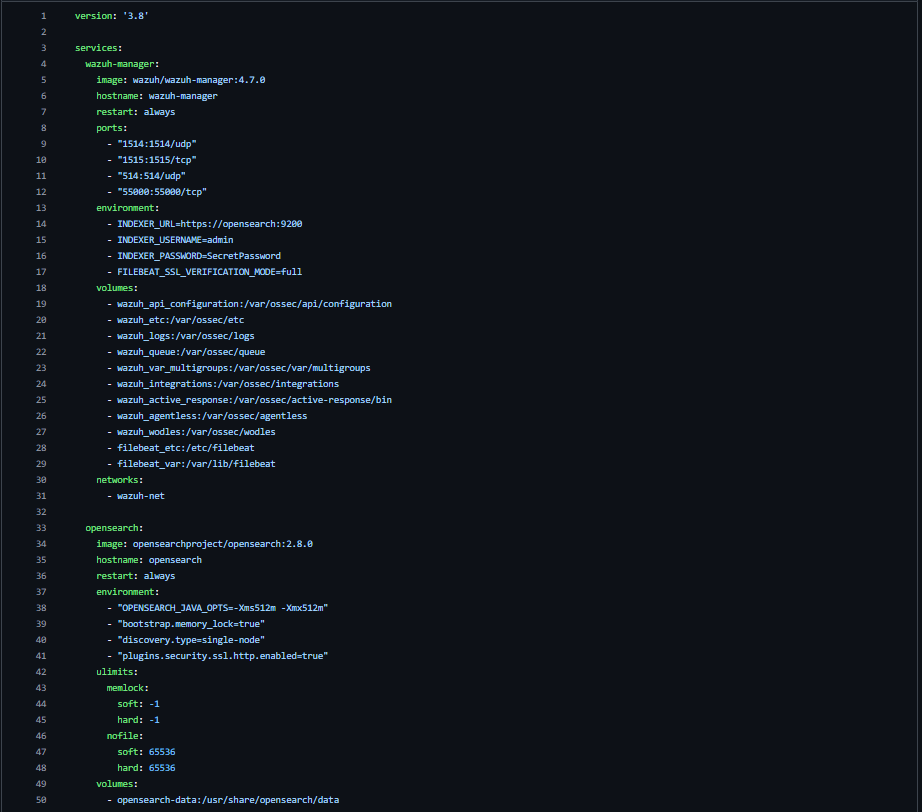 1 version: '3.8'
2
3 services:
4   wazuh-manager:
5     image: wazuh/wazuh-manager:4.7.0
6     hostname: wazuh-manager
7     restart: always
8     ports:
9       - "1514:1514/udp"
10       - "1515:1515/tcp"
11       - "514:514/udp"
12       - "55000:55000/tcp"
13     environment:
14       - INDEXER_URL=https://opensearch:9200
15       - INDEXER_USERNAME=admin
16       - INDEXER_PASSWORD=SecretPassword
17       - FILEBEAT_SSL_VERIFICATION_MODE=full
18     volumes:
19       - wazuh_api_configuration:/var/ossec/api/configuration
20       - wazuh_etc:/var/ossec/etc
21       - wazuh_logs:/var/ossec/logs
22       - wazuh_queue:/var/ossec/queue
23       - wazuh_var_multigroups:/var/ossec/var/multigroups
24       - wazuh_integrations:/var/ossec/integrations
25       - wazuh_active_response:/var/ossec/active-response/bin
26       - wazuh_agentless:/var/ossec/agentless
27       - wazuh_wodles:/var/ossec/wodles
28       - filebeat_etc:/etc/filebeat
29       - filebeat_var:/var/lib/filebeat
30     networks:
31       - wazuh-net
32
33   opensearch:
34     image: opensearchproject/opensearch:2.8.0
35     hostname: opensearch
36     restart: always
37     environment:
38       - "OPENSEARCH_JAVA_OPTS=-Xms512m -Xmx512m"
39       - "bootstrap.memory_lock=true"
40       - "discovery.type=single-node"
41       - "plugins.security.ssl.http.enabled=true"
42     ulimits:
43       memlock:
44         soft: -1
45         hard: -1
46       nofile:
47         soft: 65536
48         hard: 65536
49     volumes:
50       - opensearch-data:/usr/share/opensearch/data